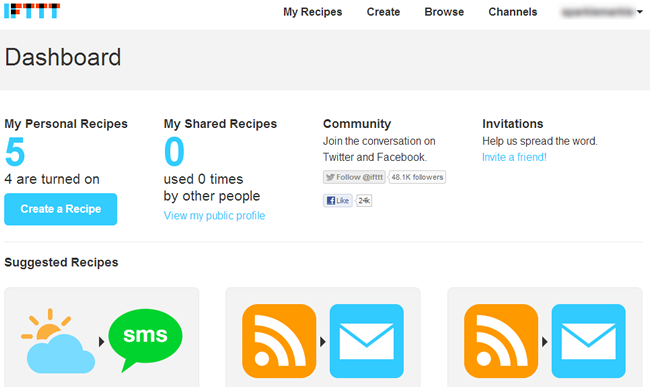 IFTTT
My Recipes Create Browse Channels
Dashboard
My Personal Recipes
5
4 are turned on
Create a Recipe
My Shared Recipes
0
used 0 times
by other people
View my public profile
Community
Join the conversation on
Twitter and Facebook.
Follow @ifttt 48.1K followers
Like 24k
Invitations
Help us spread the word.
Invite a friend!
Suggested Recipes
sms